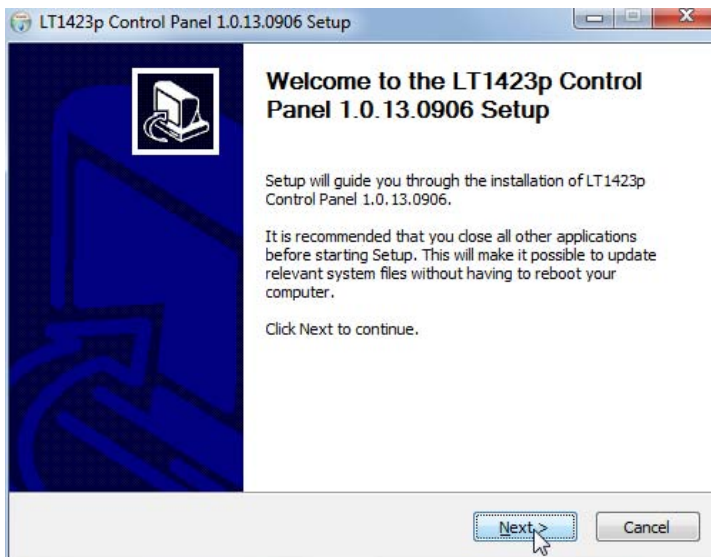 LT1423p Control Panel 1.0.13.0906 Setup
Welcome to the LT1423p Control
Panel 1.0.13.0906 Setup
Setup will guide you through the installation of LT1423p
Control Panel 1.0.13.0906.
It is recommended that you close all other applications
before starting Setup. This will make it possible to update
relevant system files without having to reboot your
computer.
Click Next to continue.
Next >
Cancel